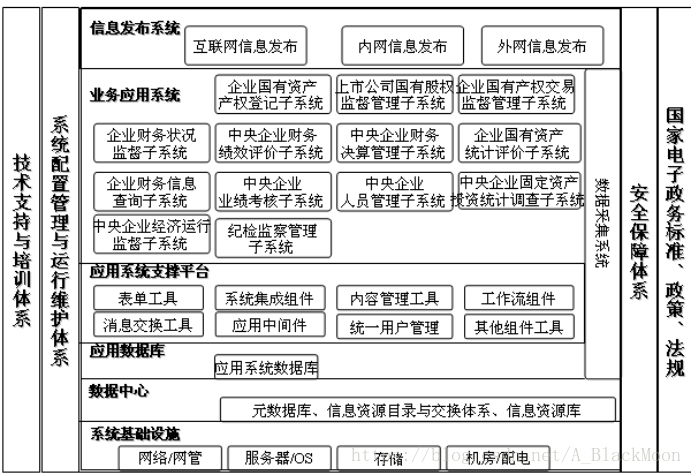 技术支持与培训体系
系统配置管理与运行维护体系
信息发布系统
互联网信息发布
内网信息发布
外网信息发布
业务应用系统
企业国有资产
产权登记子系统
上市公司国有股权
监督管理子系统
企业国有产权交易
监督管理子系统
企业财务状况
监督子系统
中央企业财务
绩效评价子系统
中央企业财务
决算管理子系统
企业国有资产
统计评价子系统
企业财务信息
查询子系统
中央企业
业绩考核子系统
中央企业
人员管理子系统
中央企业固定资产
投资统计调查子系统
中央企业经济运行
监督子系统
纪检监察管理
子系统
数据采集系统
应用系统支撑平台
表单工具
系统集成组件
内容管理工具
工作流组件
消息交换工具
应用中间件
统一用户管理
其他组件工具
应用数据库
应用系统数据库
数据中心
元数据库、信息资源目录与交换体系、信息资源库
系统基础设施
网络/网管
服务器/OS
存储
机房/配电
安全保障体系
国家电子政务标准、政策、法规
https://blog.csdn.net/A_BlackMoon